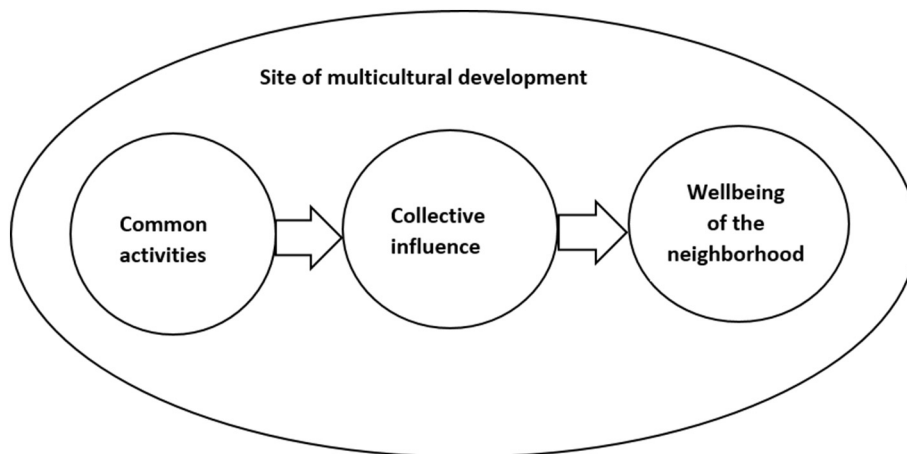 Site of multicultural development
Common
activities
Collective
influence
Wellbeing
of the
neighborhood